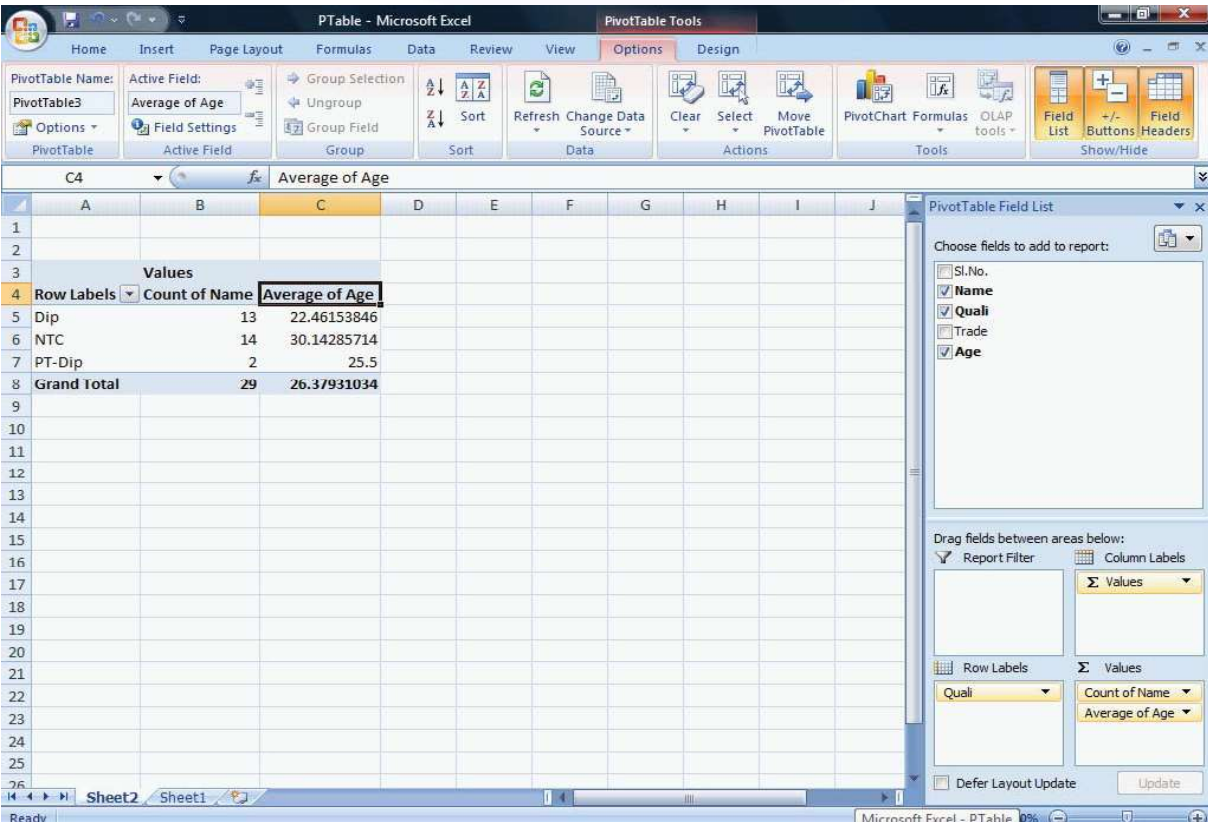 PTable - Microsoft Excel
PivotTable Tools
Home Insert Page Layout Formulas Data Review View Options Design
PivotTable Name:
PivotTable3
Options
PivotTable
Active Field:
Average of Age
Field Settings
Active Field
Group Selection
Ungroup
Group Field
Group
Sort
Sort
Refresh
Change Data Source
Data
Clear
Select
Move PivotTable
Actions
PivotChart
Formulas
OLAP tools
Tools
Field List
+/- Buttons
Field Headers
Show/Hide
C4
fx Average of Age
A B C D E F G H I J
1
2
3 Values
4 Row Labels Count of Name Average of Age
5 Dip 13 22.46153846
6 NTC 14 30.14285714
7 PT-Dip 2 25.5
8 Grand Total 29 26.37931034
9
10
11
12
13
14
15
16
17
18
19
20
21
22
23
24
25
26
PivotTable Field List
Choose fields to add to report:
Sl.No.
Name
Quali
Trade
Age
Drag fields between areas below:
Report Filter
Column Labels
Σ Values
Row Labels
Σ Values
Quali
Count of Name
Average of Age
Defer Layout Update
Update
Sheet2 Sheet1
Ready
Microsoft Excel - PTable
0%